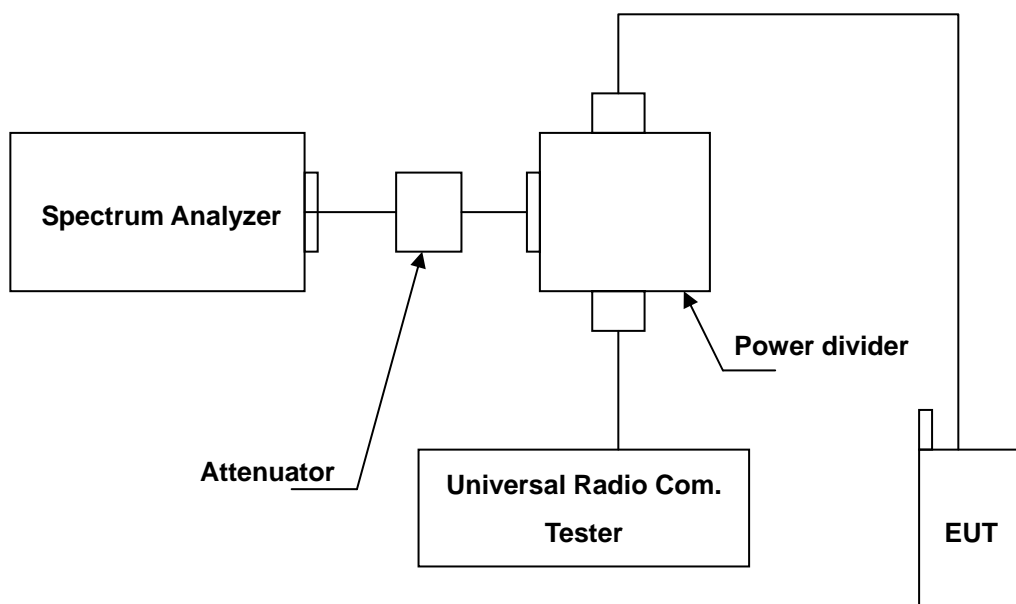 Spectrum Analyzer
Power divider
Attenuator
Universal Radio Com.
Tester
EUT